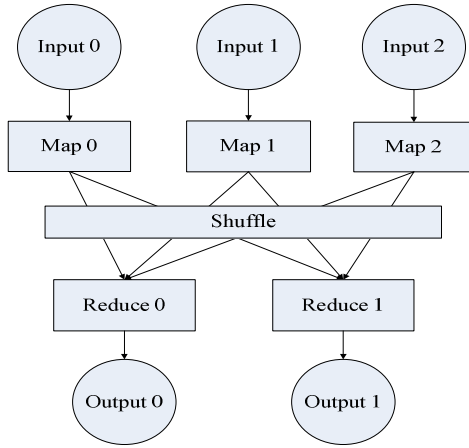 Input 0
Input 1
Input 2
Map 0
Map 1
Map 2
Shuffle
Reduce 0
Reduce 1
Output 0
Output 1